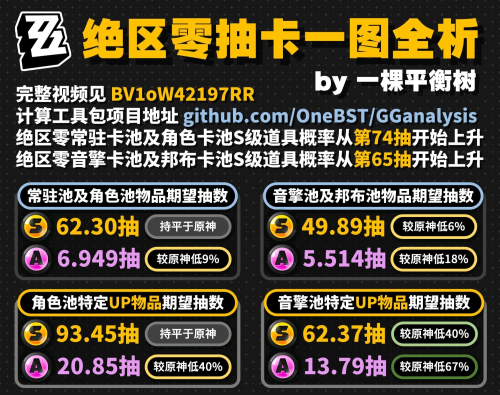 绝区零抽卡一图全析
by 一棵平衡树
完整视频见 BV1oW42197RR
计算工具包项目地址 github.com/OneBST/GGanalysis
绝区零常驻卡池及角色卡池S级道具概率从第74抽开始上升
绝区零音擎卡池及邦布卡池S级道具概率从第65抽开始上升
常驻池及角色池物品期望抽数
S 62.30抽 持平于原神
A 6.949抽 较原神低9%
音擎池及邦布池物品期望抽数
S 49.89抽 较原神低6%
A 5.514抽 较原神低18%
角色池特定UP物品期望抽数
S 93.45抽 持平于原神
A 20.85抽 较原神低40%
音擎池特定UP物品期望抽数
S 62.37抽 较原神低40%
A 13.79抽 较原神低67%